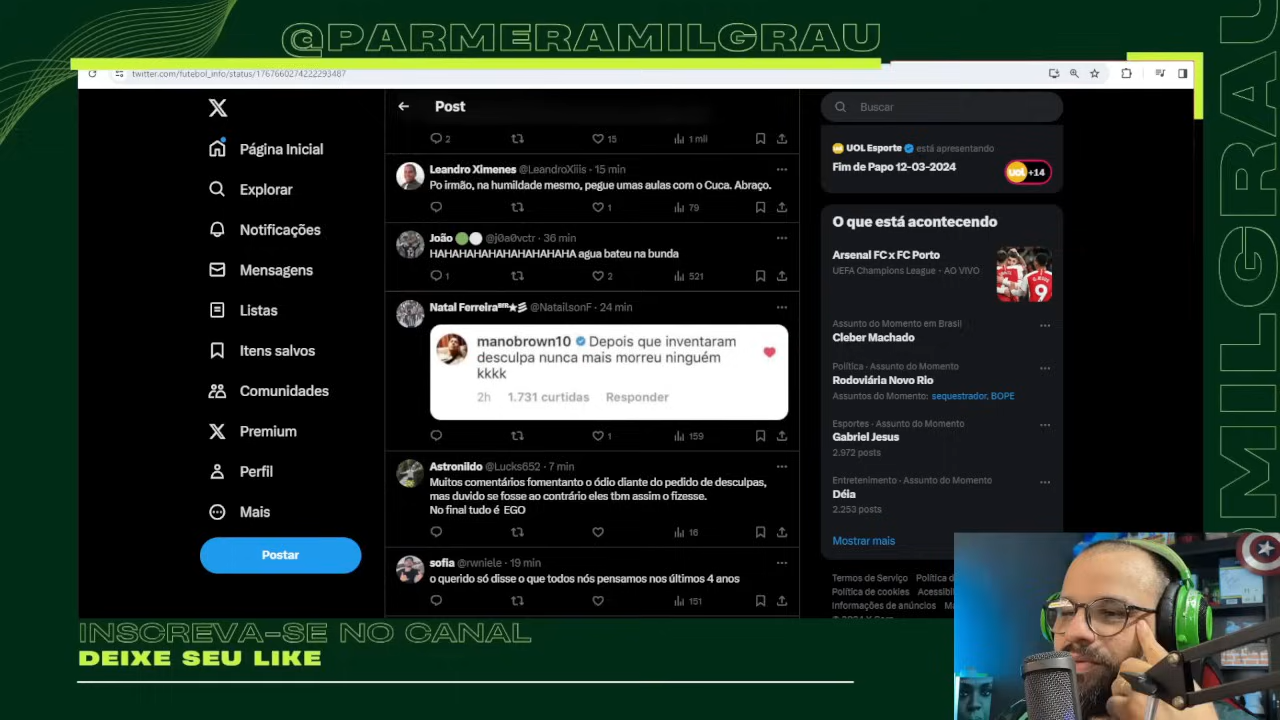 @PARMERAMILGRAU
twitter.com/futebol_info/status/1767660274222293487
Post
Buscar
Página Inicial
Explorar
Notificações
Mensagens
Listas
Itens salvos
Comunidades
Premium
Perfil
Mais
Postar
2 15 1 mil
Leandro Ximenes @LeandroXiiis · 15 min
Po irmão, na humildade mesmo, pegue umas aulas com o Cuca. Abraço.
1 79
João @j0a0vctr · 36 min
HAHAHAHAHAHAHAHAHA agua bateu na bunda
1 2 521
Natal Ferreira @NatailsonF · 24 min
manobrown10 Depois que inventaram
desculpa nunca mais morreu ninguém
kkkk
2h 1.731 curtidas Responder
1 159
Astronildo @Lucks652 · 7 min
Muitos comentários fomentanto o ódio diante do pedido de desculpas,
mas duvido se fosse ao contrário eles tbm assim o fizesse.
No final tudo é EGO
16
sofia @rwniele · 19 min
o querido só disse o que todos nós pensamos nos últimos 4 anos
151
UOL Esporte está apresentando
Fim de Papo 12-03-2024
UOL +14
O que está acontecendo
Arsenal FC x FC Porto
UEFA Champions League · AO VIVO
Assunto do Momento em Brasil
Cleber Machado
Política · Assunto do Momento
Rodoviária Novo Rio
Assuntos do Momento: sequestrador, BOPE
Esportes · Assunto do Momento
Gabriel Jesus
2.972 posts
Entretenimento · Assunto do Momento
Déia
2.253 posts
Mostrar mais
Termos de Serviço
Política de cookies
Informações de anúncios
MILGRAU
INSCREVA-SE NO CANAL
DEIXE SEU LIKE